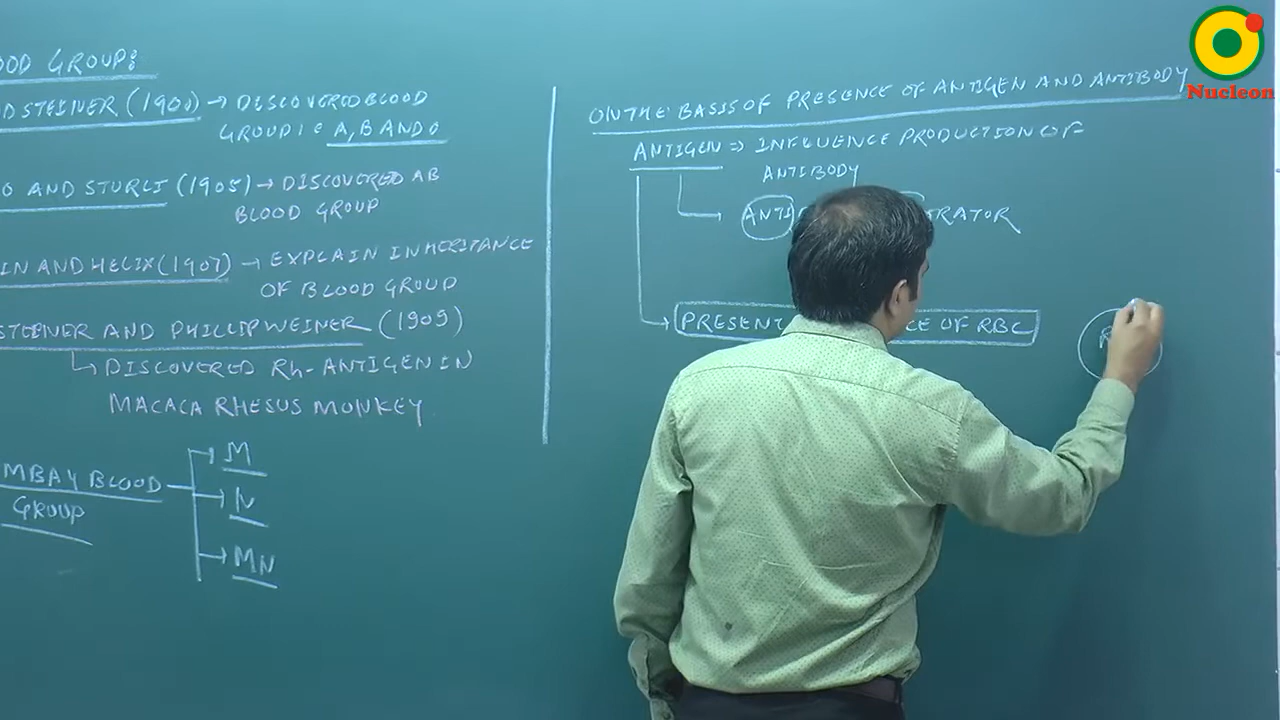 OOD GROUP:
DSTEINER (1900) → DISCOVERED BLOOD
GROUP i.e A, B AND O
O AND STURLI (1905) → DISCOVERED AB
BLOOD GROUP
IN AND HELIX (1907) → EXPLAIN INHERITANCE
OF BLOOD GROUP
STEINER AND PHILLIP WEINER (1909)
DISCOVERED Rh-ANTIGEN IN
MACACA RHESUS MONKEY
MBAY BLOOD
GROUP
M
N
MN
ON THE BASIS OF PRESENCE OF ANTIGEN AND ANTIBODY
ANTIGEN ⇒ INFLUENCE PRODUCTION OF
ANTIBODY
ANTI RATOR
PRESENT CE OF RBC
R
Nucleon